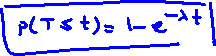 p(T ≤ t) = 1 - e^{-λt}